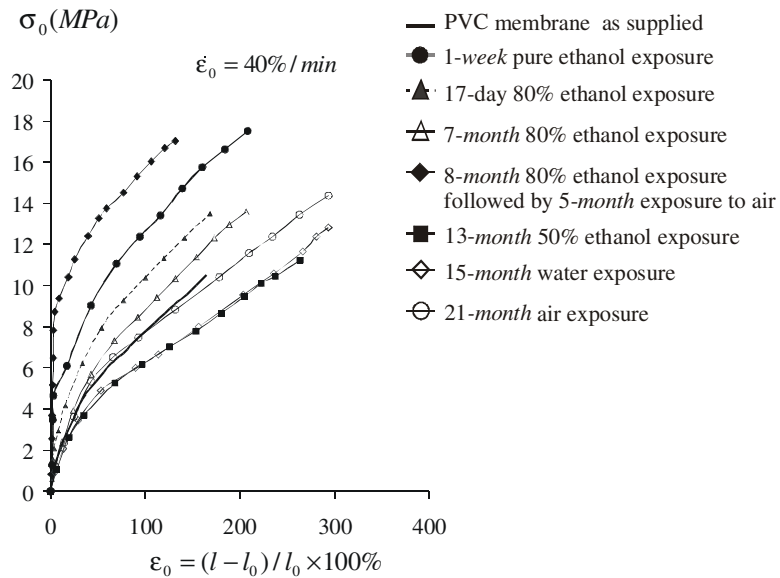 σ₀(MPa)
ε̇₀ = 40% / min
20
18
16
14
12
10
8
6
4
2
0
0 100 200 300 400
ε₀ = (l – l₀) / l₀ ×100%
PVC membrane as supplied
1-week pure ethanol exposure
17-day 80% ethanol exposure
7-month 80% ethanol exposure
8-month 80% ethanol exposure
followed by 5-month exposure to air
13-month 50% ethanol exposure
15-month water exposure
21-month air exposure